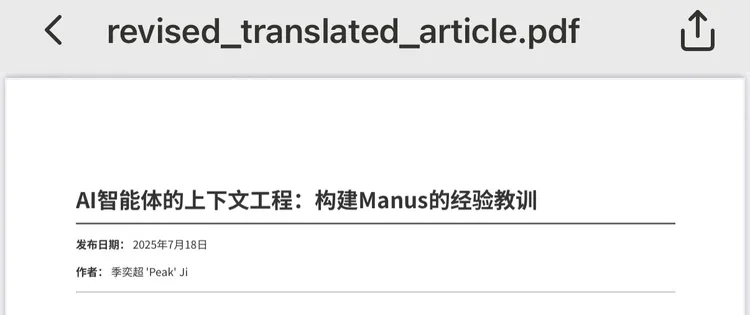 revised_translated_article.pdf
AI智能体的上下文工程：构建Manus的经验教训
发布日期： 2025年7月18日
作者： 季奕超 'Peak' Ji